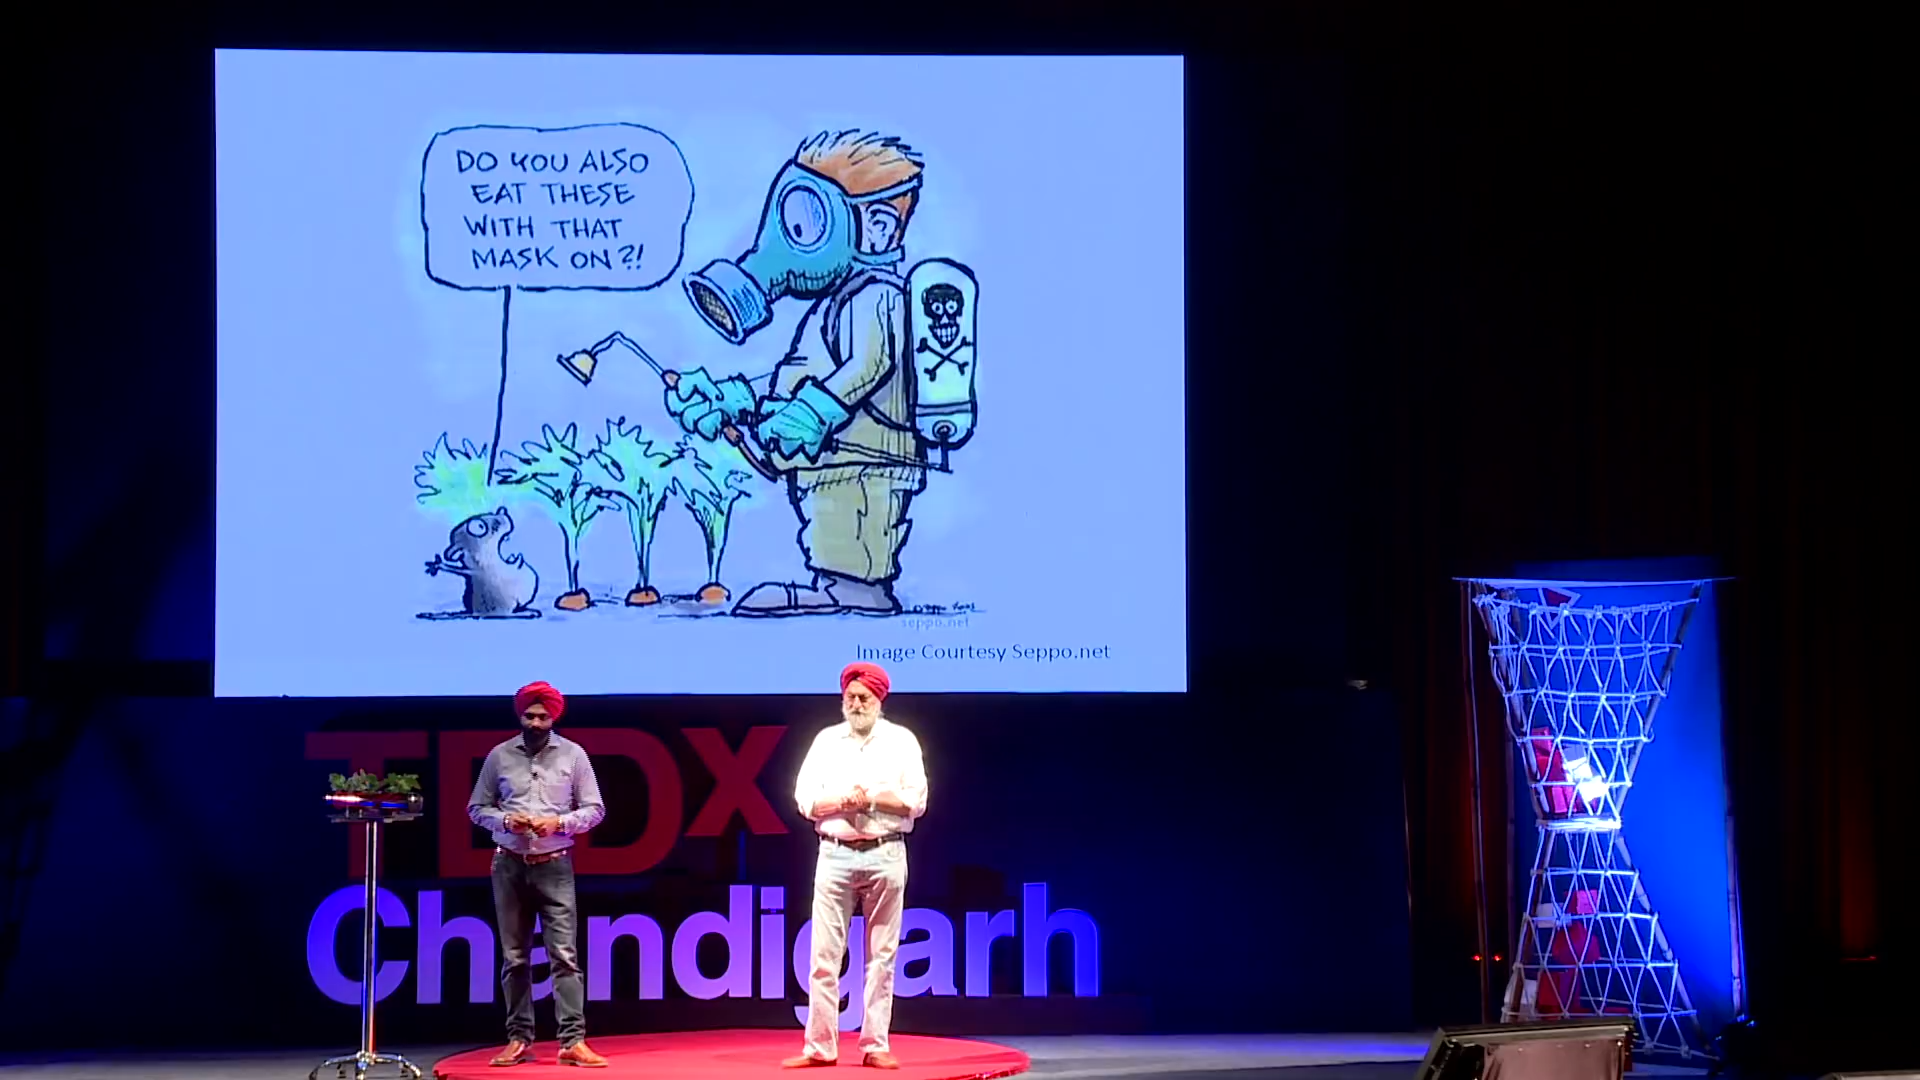 DO YOU ALSO
EAT THESE
WITH THAT
MASK ON?!
seppo.net
Image Courtesy Seppo.net
TEDx
Chandigarh